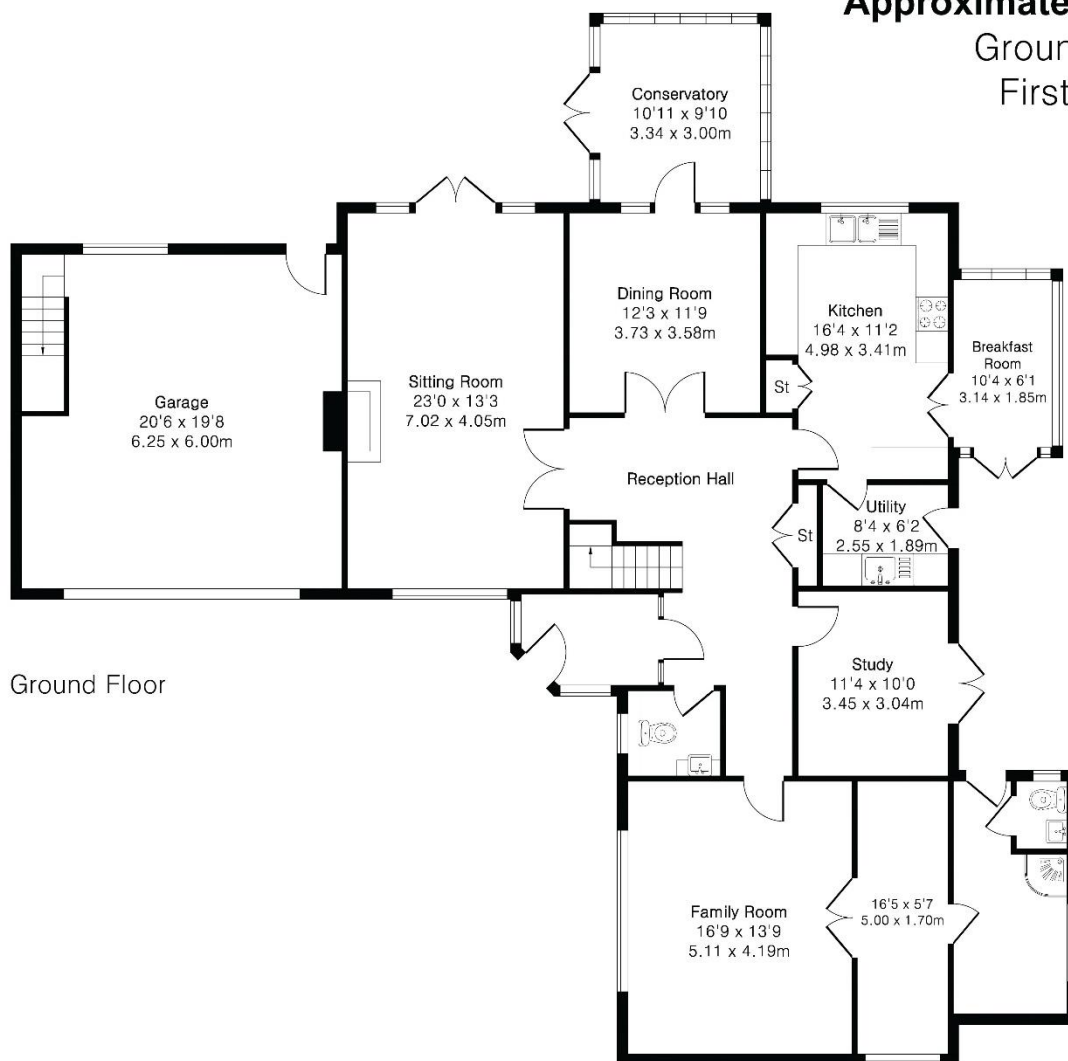 Approximate
Groun
First
Conservatory
10'11 x 9'10
3.34 x 3.00m
Dining Room
12'3 x 11'9
3.73 x 3.58m
Kitchen
16'4 x 11'2
4.98 x 3.41m
Breakfast
Room
10'4 x 6'1
3.14 x 1.85m
Sitting Room
23'0 x 13'3
7.02 x 4.05m
Garage
20'6 x 19'8
6.25 x 6.00m
St
Reception Hall
Utility
8'4 x 6'2
2.55 x 1.89m
St
Study
11'4 x 10'0
3.45 x 3.04m
Ground Floor
Family Room
16'9 x 13'9
5.11 x 4.19m
16'5 x 5'7
5.00 x 1.70m